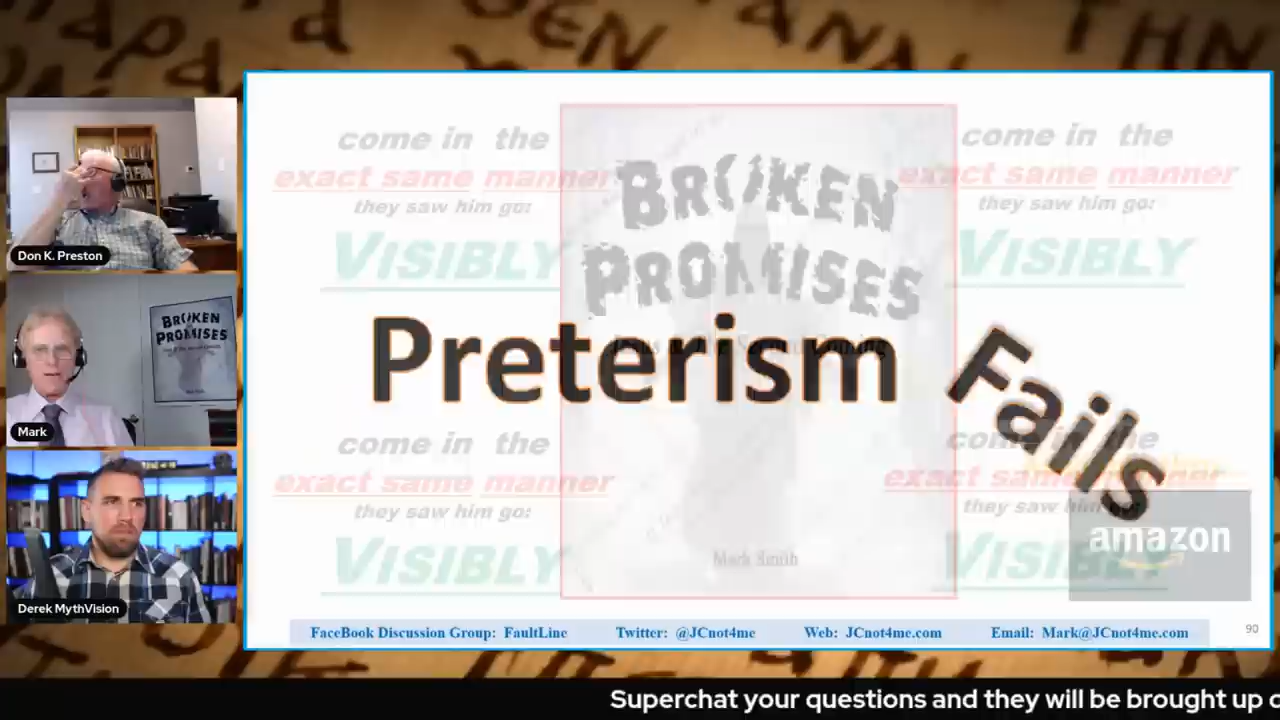 Don K. Preston
BROKEN
PROMISES
Mark
Derek MythVision
come in the
exact same manner
they saw him go:
VISIBLY
come in the
exact same manner
they saw him go:
VISIBLY
BROKEN
PROMISES
Mark Smith
come in the
exact same manner
they saw him go:
VISIBLY
come in the
they saw him
VISIBLY
Preterism
Fails
amazon
FaceBook Discussion Group: FaultLine Twitter: @JCnot4me Web: JCnot4me.com Email: Mark@JCnot4me.com
90
Superchat your questions and they will be brought up